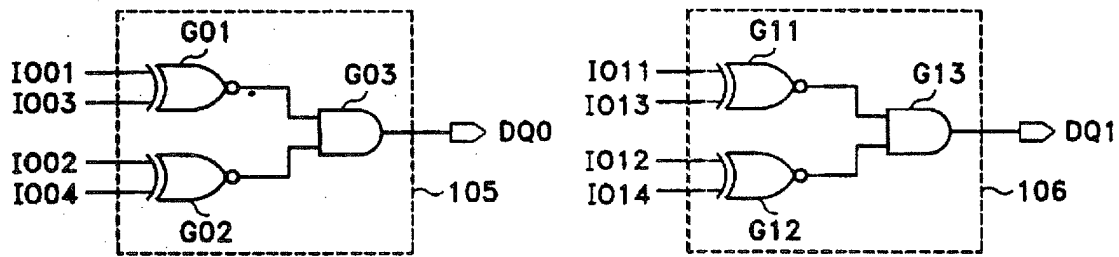 G01
IO01
IO03
G03
DQ0
IO02
IO04
G02
105
G11
IO11
IO13
G13
DQ1
IO12
IO14
G12
106